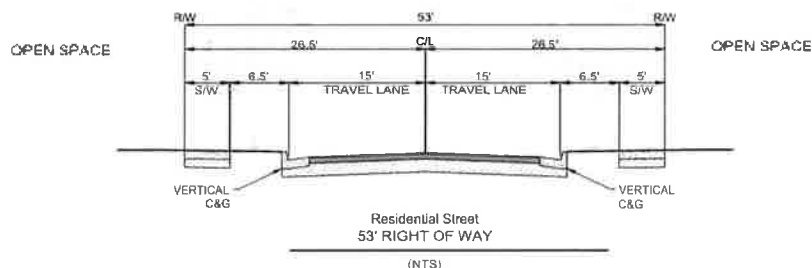 R/W 53' R/W
26.5' C/L 26.5'
OPEN SPACE OPEN SPACE
5' 6.5' 15' 15' 6.5' 5'
S/W TRAVEL LANE TRAVEL LANE S/W
VERTICAL VERTICAL
C&G C&G
Residential Street
53' RIGHT OF WAY
(NTS)